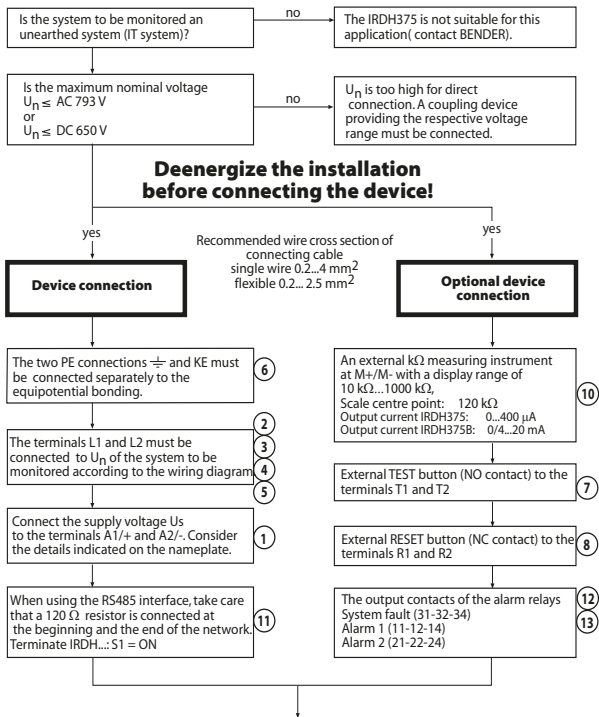 Is the system to be monitored an
unearthed system (IT system)?
no
The IRDH375 is not suitable for this
application( contact BENDER).
Is the maximum nominal voltage
Un ≤ AC 793 V
or
Un ≤ DC 650 V
no
Un is too high for direct
connection. A coupling device
providing the respective voltage
range must be connected.
Deenergize the installation
before connecting the device!
yes
Recommended wire cross section of
connecting cable
single wire 0.2...4 mm2
flexible 0.2... 2.5 mm2
yes
Device connection
Optional device
connection
The two PE connections ⏚ and KE must
be connected separately to the
equipotential bonding.
6
The terminals L1 and L2 must be
connected to Un of the system to be
monitored according to the wiring diagram
2
3
4
5
Connect the supply voltage Us
to the terminals A1/+ and A2/-. Consider
the details indicated on the nameplate.
1
When using the RS485 interface, take care
that a 120 Ω resistor is connected at
the beginning and the end of the network.
Terminate IRDH...: S1 = ON
11
An external kΩ measuring instrument
at M+/M- with a display range of
10 kΩ...1000 kΩ,
Scale centre point: 120 kΩ
Output current IRDH375: 0...400 µA
Output current IRDH375B: 0/4...20 mA
10
External TEST button (NO contact) to the
terminals T1 and T2
7
External RESET button (NC contact) to the
terminals R1 and R2
8
The output contacts of the alarm relays
System fault (31-32-34)
Alarm 1 (11-12-14)
Alarm 2 (21-22-24)
12
13